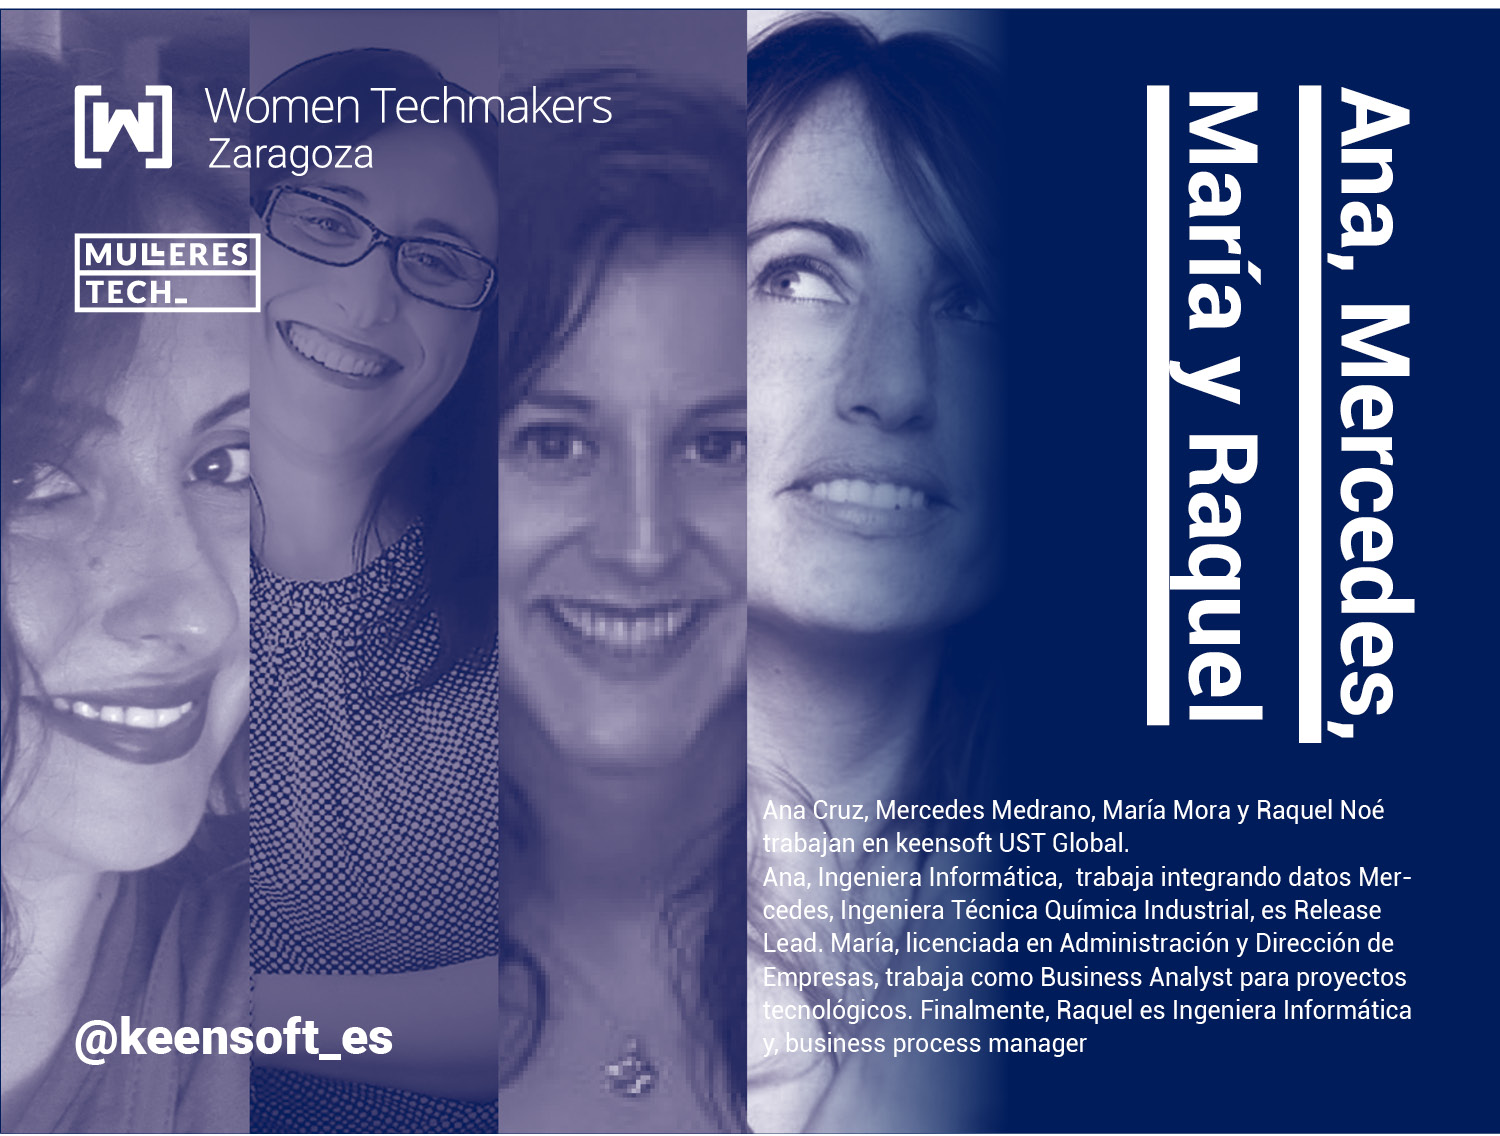 Women Techmakers
Zaragoza
MULLERES
TECH_
Ana, Mercedes,
María y Raquel
Ana Cruz, Mercedes Medrano, María Mora y Raquel Noé
trabajan en keensoft UST Global.
Ana, Ingeniera Informática,  trabaja integrando datos Mer-
cedes, Ingeniera Técnica Química Industrial, es Release
Lead. María, licenciada en Administración y Dirección de
Empresas, trabaja como Business Analyst para proyectos
tecnológicos. Finalmente, Raquel es Ingeniera Informática
y, business process manager
@keensoft_es